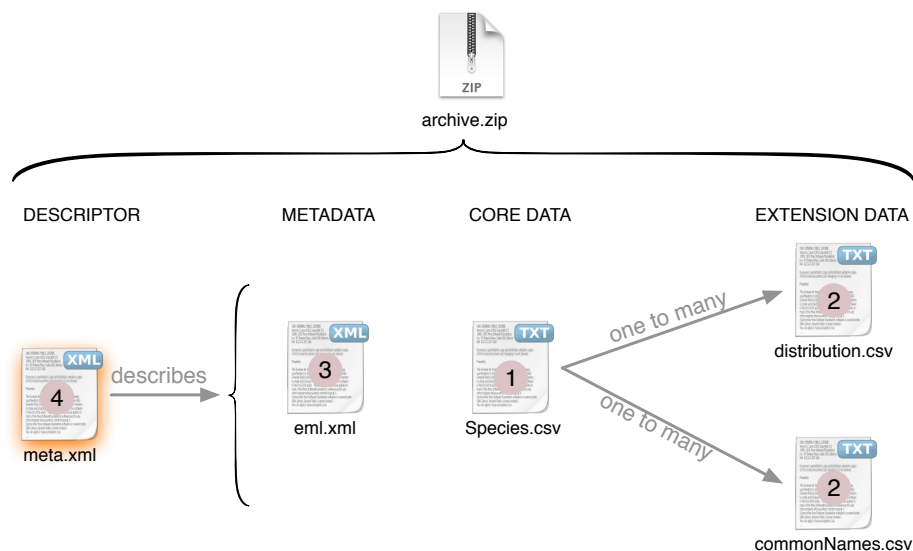 ZIP
archive.zip
DESCRIPTOR
METADATA
CORE DATA
EXTENSION DATA
TXT
2
distribution.csv
one to many
XML
4
meta.xml
describes
XML
3
eml.xml
TXT
1
Species.csv
one to many
TXT
2
commonNames.csv